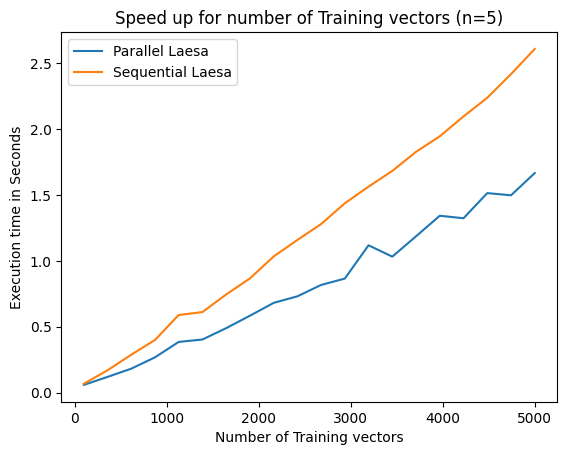 Speed up for number of Training vectors (n=5)
Parallel Laesa
Sequential Laesa
Execution time in Seconds
2.5
2.0
1.5
1.0
0.5
0.0
0 1000 2000 3000 4000 5000
Number of Training vectors